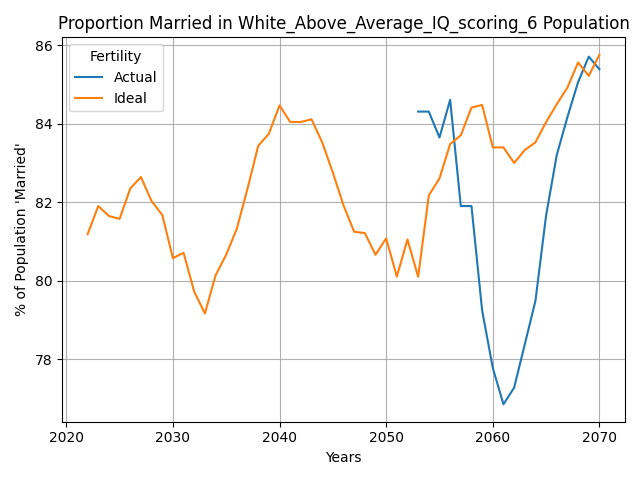 Proportion Married in White_Above_Average_IQ_scoring_6 Population
86
84
82
80
78
% of Population 'Married'
Fertility
Actual
Ideal
2020
2030
2040
2050
2060
2070
Years